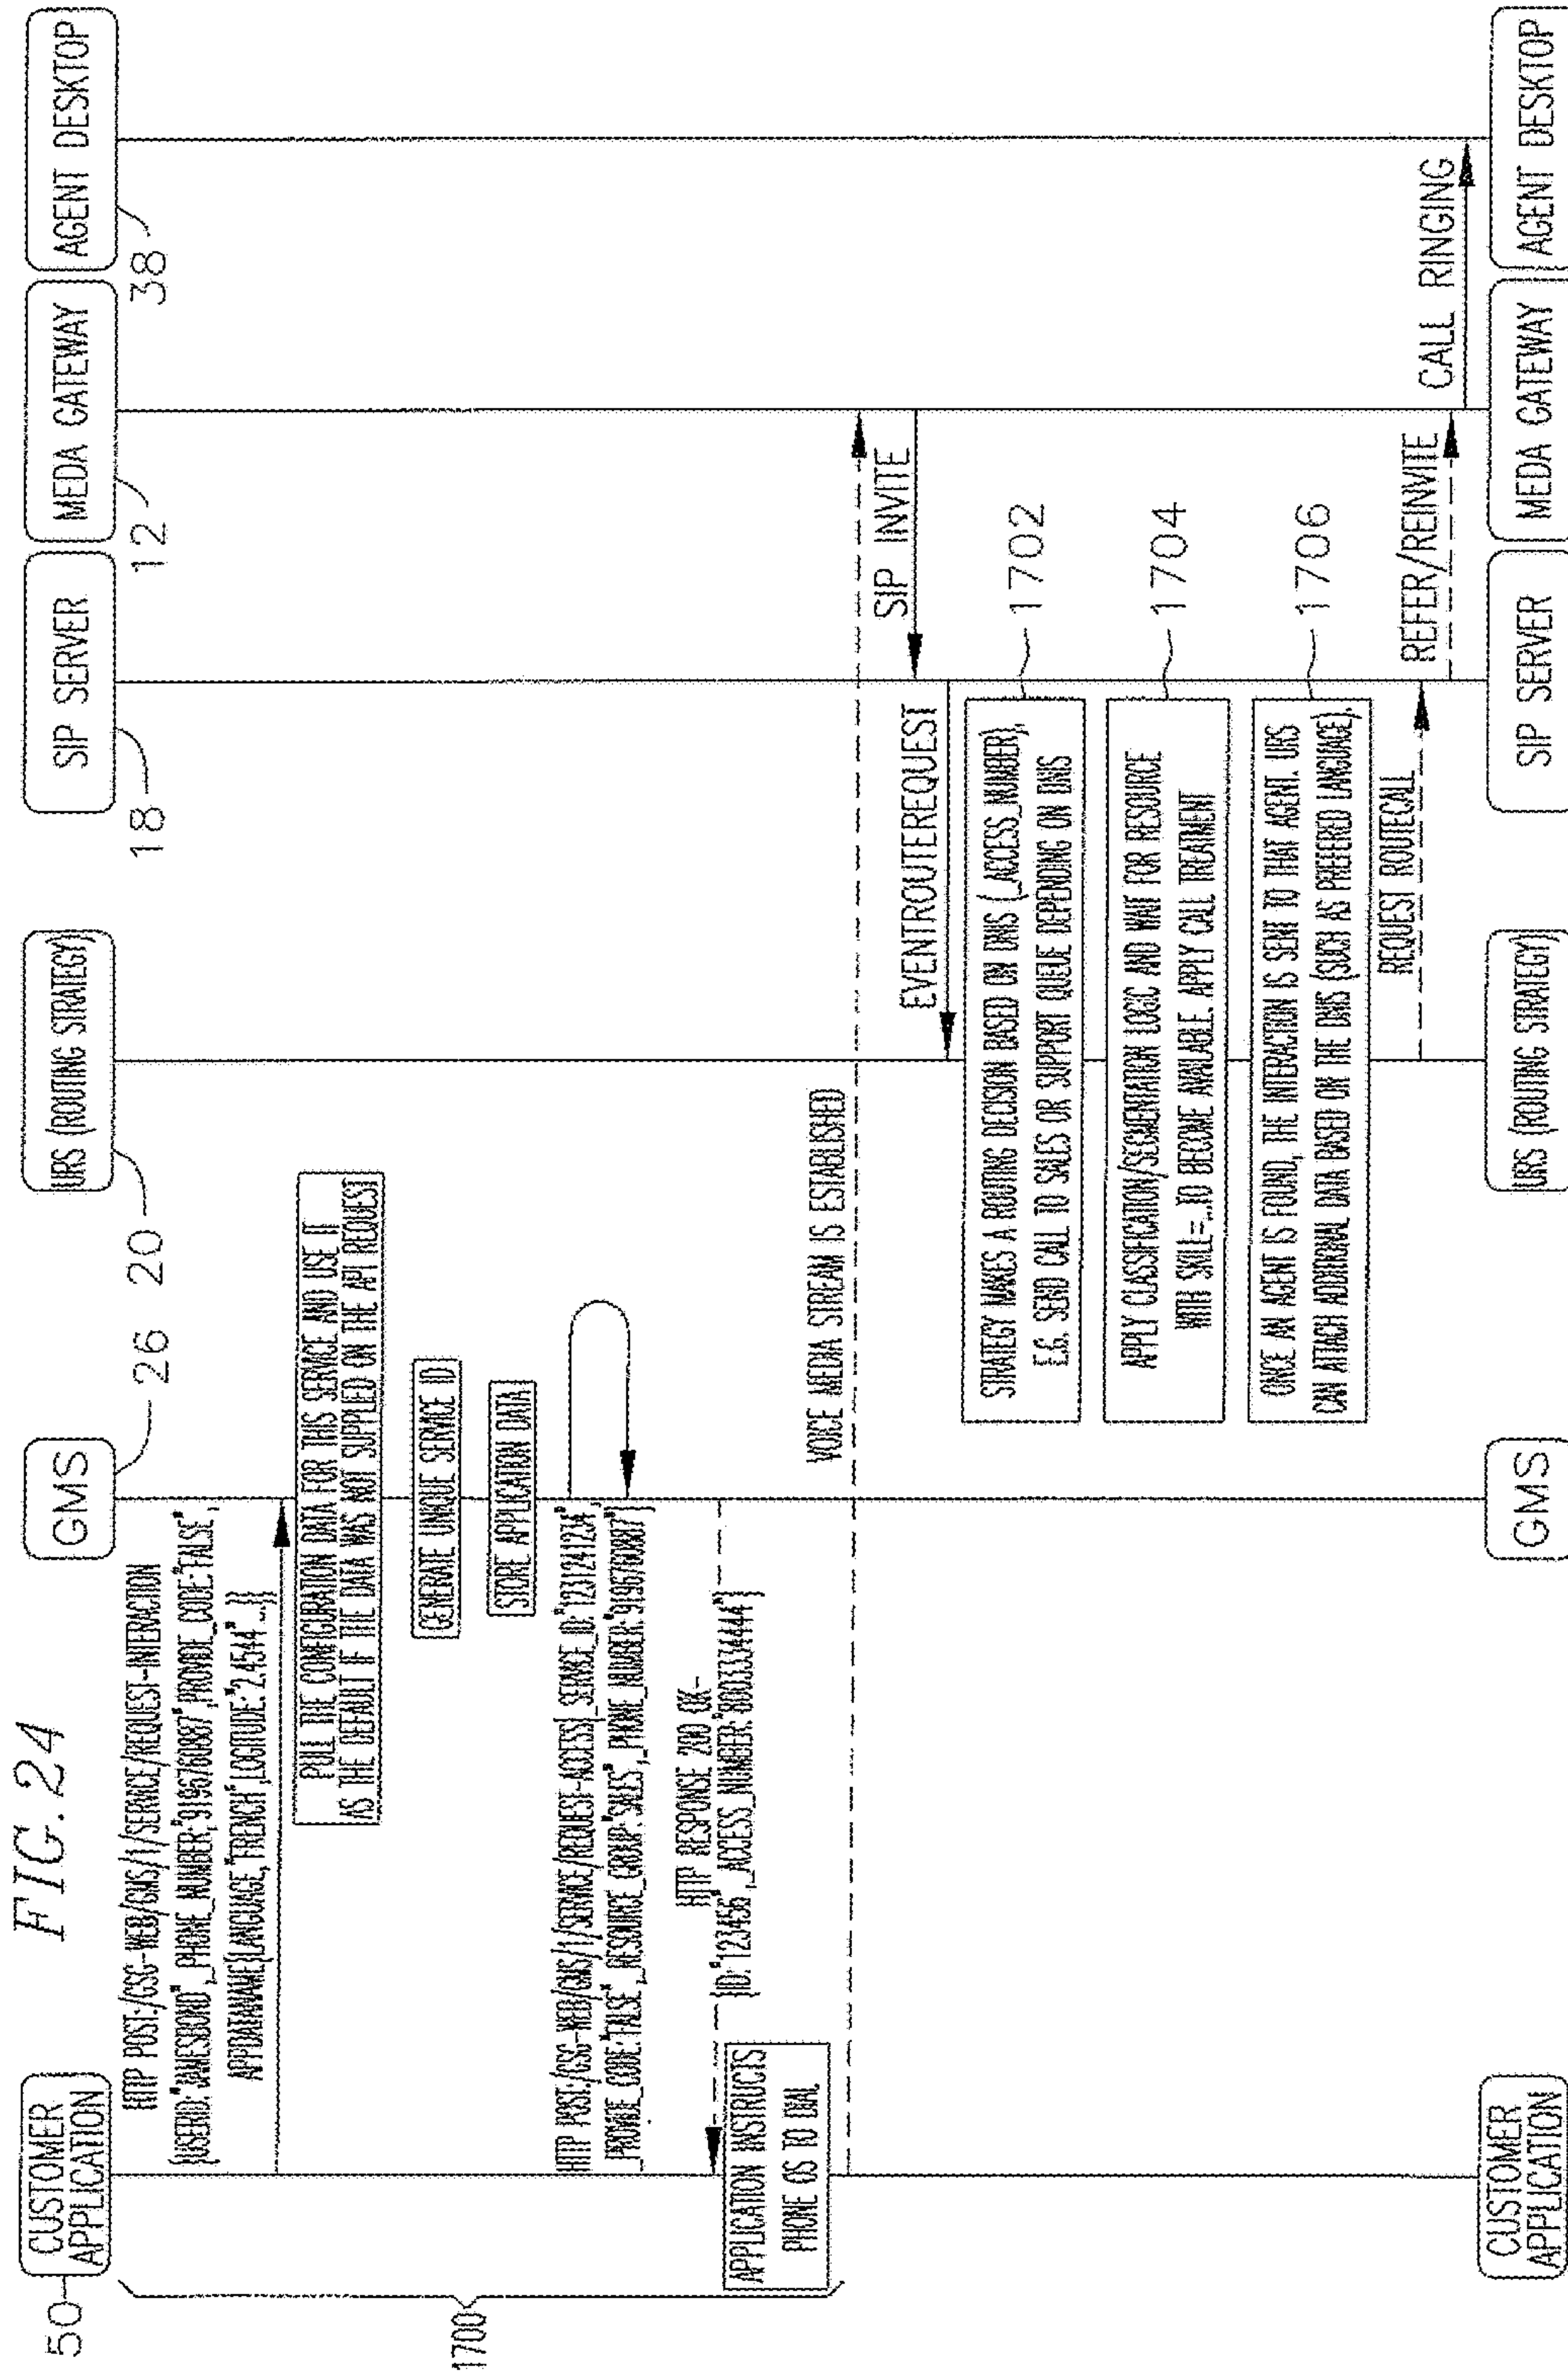 FIG. 24
50
CUSTOMER
APPLICATION
GMS
26
URS (ROUTING STRATEGY)
20
SIP SERVER
18
MEDA GATEWAY
12
AGENT DESKTOP
38
1700
HTTP POST:/GSG-WEB/GMS/1/SERVICE/REQUEST-INTERACTION
{USERID:"JAMESBOND",_PHONE_NUMBER;"9196760887",PROVIDE_CODE:"FALSE",
APPDATANAME{LANGUAGE,"FRENCH",LOGITUDE:"2.4544"...}}
PULL THE CONFIGURATION DATA FOR THIS SERVICE AND USE IT
AS THE DEFAULT IF THE DATA WAS NOT SUPPLED ON THE API REQUEST
GENERATE UNIQUE SERVICE ID
STORE APPLICATION DATA
HTTP POST:/GSG-WEB/GMS/1/SERVICE/REQUEST-ACCESS{_SERVICE_ID:"1231241234",
_PROVIDE_CODE:"FALSE",_RESOURCE_GROUP:"SALES",_PHONE_NUMBER:"9196760887"}
HTTP RESPONSE 200 OK-
{ID:"123456",_ACCESS_NUMBER:"8003334444"}
APPLICATION INSTRUCTS
PHONE OS TO DIAL
VOICE MEDIA STREAM IS ESTABLISHED
SIP INVITE
EVENTROUTEREQUEST
STRATEGY MAKES A ROUTING DECISION BASED ON DNIS (_ACCESS_NUMBER),
E.G. SEND CALL TO SALES OR SUPPORT QUEUE DEPENDING ON DNIS
1702
APPLY CLASSIFICATION/SEGMENTATION LOGIC AND WAIT FOR RESOURCE
WITH SKILL=...TO BECOME AVAILABLE. APPLY CALL TREATMENT
1704
ONCE AN AGENT IS FOUND, THE INTERACTION IS SENT TO THAT AGENT. URS
CAN ATTACH ADDITIONAL DATA BASED ON THE DNIS (SUCH AS PREFERRED LANGUAGE).
1706
REQUEST ROUTECALL
REFER/REINVITE
CALL RINGING
CUSTOMER
APPLICATION
GMS
URS (ROUTING STRATEGY)
SIP SERVER
MEDA GATEWAY
AGENT DESKTOP